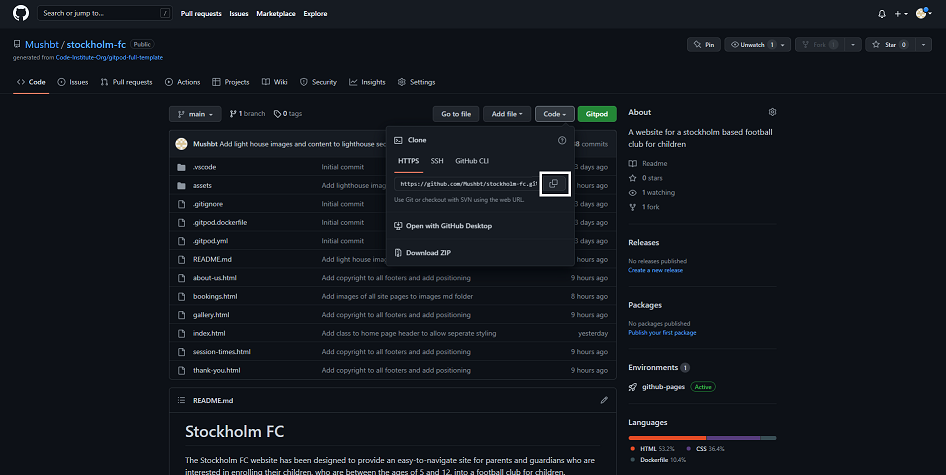 Search or jump to... /
Pull requests Issues Marketplace Explore
Mushbt / stockholm-fc Public
generated from Code-Institute-Org/gitpod-full-template
Pin Unwatch 1 Fork 1 Star 0
Code Issues Pull requests Actions Projects Wiki Security Insights Settings
main 1 branch 0 tags Go to file Add file Code Gitpod
Mushbt Add light house images and content to lighthouse sec 88 commits
.vscode Initial commit 3 days ago
assets Add lighthouse imag hours ago
.gitignore Initial commit 3 days ago
.gitpod.dockerfile Initial commit 3 days ago
.gitpod.yml Initial commit 3 days ago
README.md Add light house imag hours ago
about-us.html Add copyright to all footers and add positioning 9 hours ago
bookings.html Add images of all site pages to images md folder 8 hours ago
gallery.html Add copyright to all footers and add positioning 9 hours ago
index.html Add class to home page header to allow seperate styling yesterday
session-times.html Add copyright to all footers and add positioning 9 hours ago
thank-you.html Add copyright to all footers and add positioning 9 hours ago
Clone
HTTPS SSH GitHub CLI
https://github.com/Mushbt/stockholm-fc.git
Use Git or checkout with SVN using the web URL.
Open with GitHub Desktop
Download ZIP
README.md
Stockholm FC
The Stockholm FC website has been designed to provide an easy-to-navigate site for parents and guardians who are
interested in enrolling their children, who are between the ages of 5 and 12, into a football club for children.
About
A website for a stockholm based football
club for children
Readme
0 stars
1 watching
1 fork
Releases
No releases published
Create a new release
Packages
No packages published
Publish your first package
Environments 1
github-pages Active
Languages
HTML 53.2% CSS 36.4%
Dockerfile 10.4%